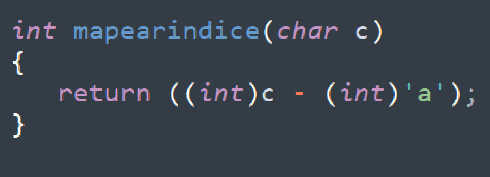 int mapearindice(char c)
{
   return ((int)c - (int)'a');
}